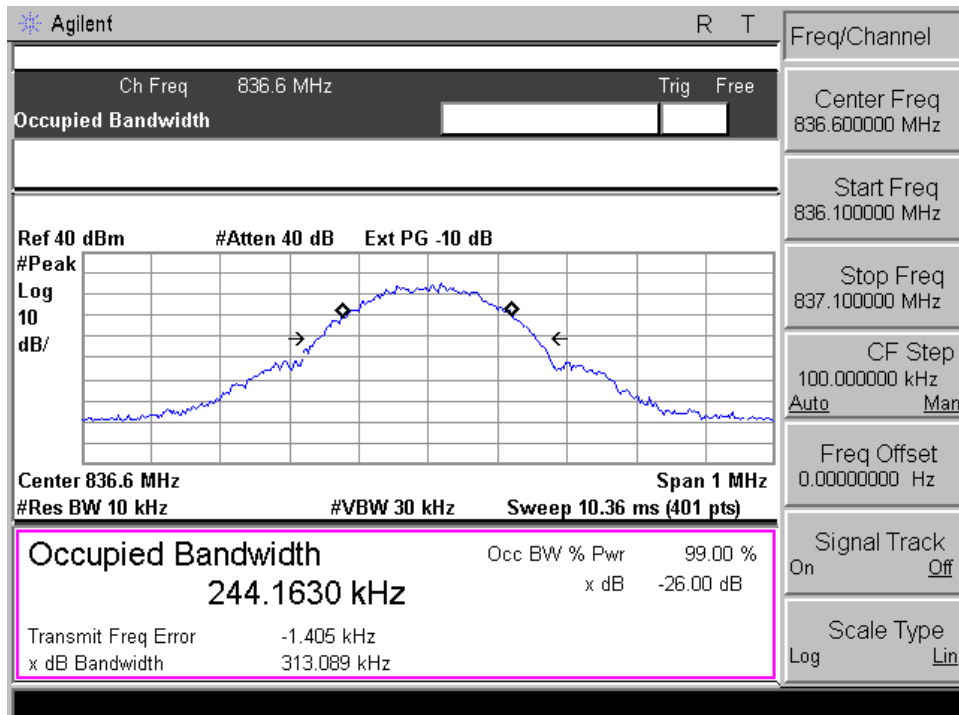 Agilent R T
Ch Freq 836.6 MHz Trig Free
Occupied Bandwidth
Ref 40 dBm #Atten 40 dB Ext PG -10 dB
#Peak
Log
10
dB/
Center 836.6 MHz Span 1 MHz
#Res BW 10 kHz #VBW 30 kHz Sweep 10.36 ms (401 pts)
Occupied Bandwidth Occ BW % Pwr 99.00 %
244.1630 kHz x dB -26.00 dB
Transmit Freq Error -1.405 kHz
x dB Bandwidth 313.089 kHz
Freq/Channel
Center Freq
836.600000 MHz
Start Freq
836.100000 MHz
Stop Freq
837.100000 MHz
CF Step
100.000000 kHz
Auto Man
Freq Offset
0.00000000 Hz
Signal Track
On Off
Scale Type
Log Lin